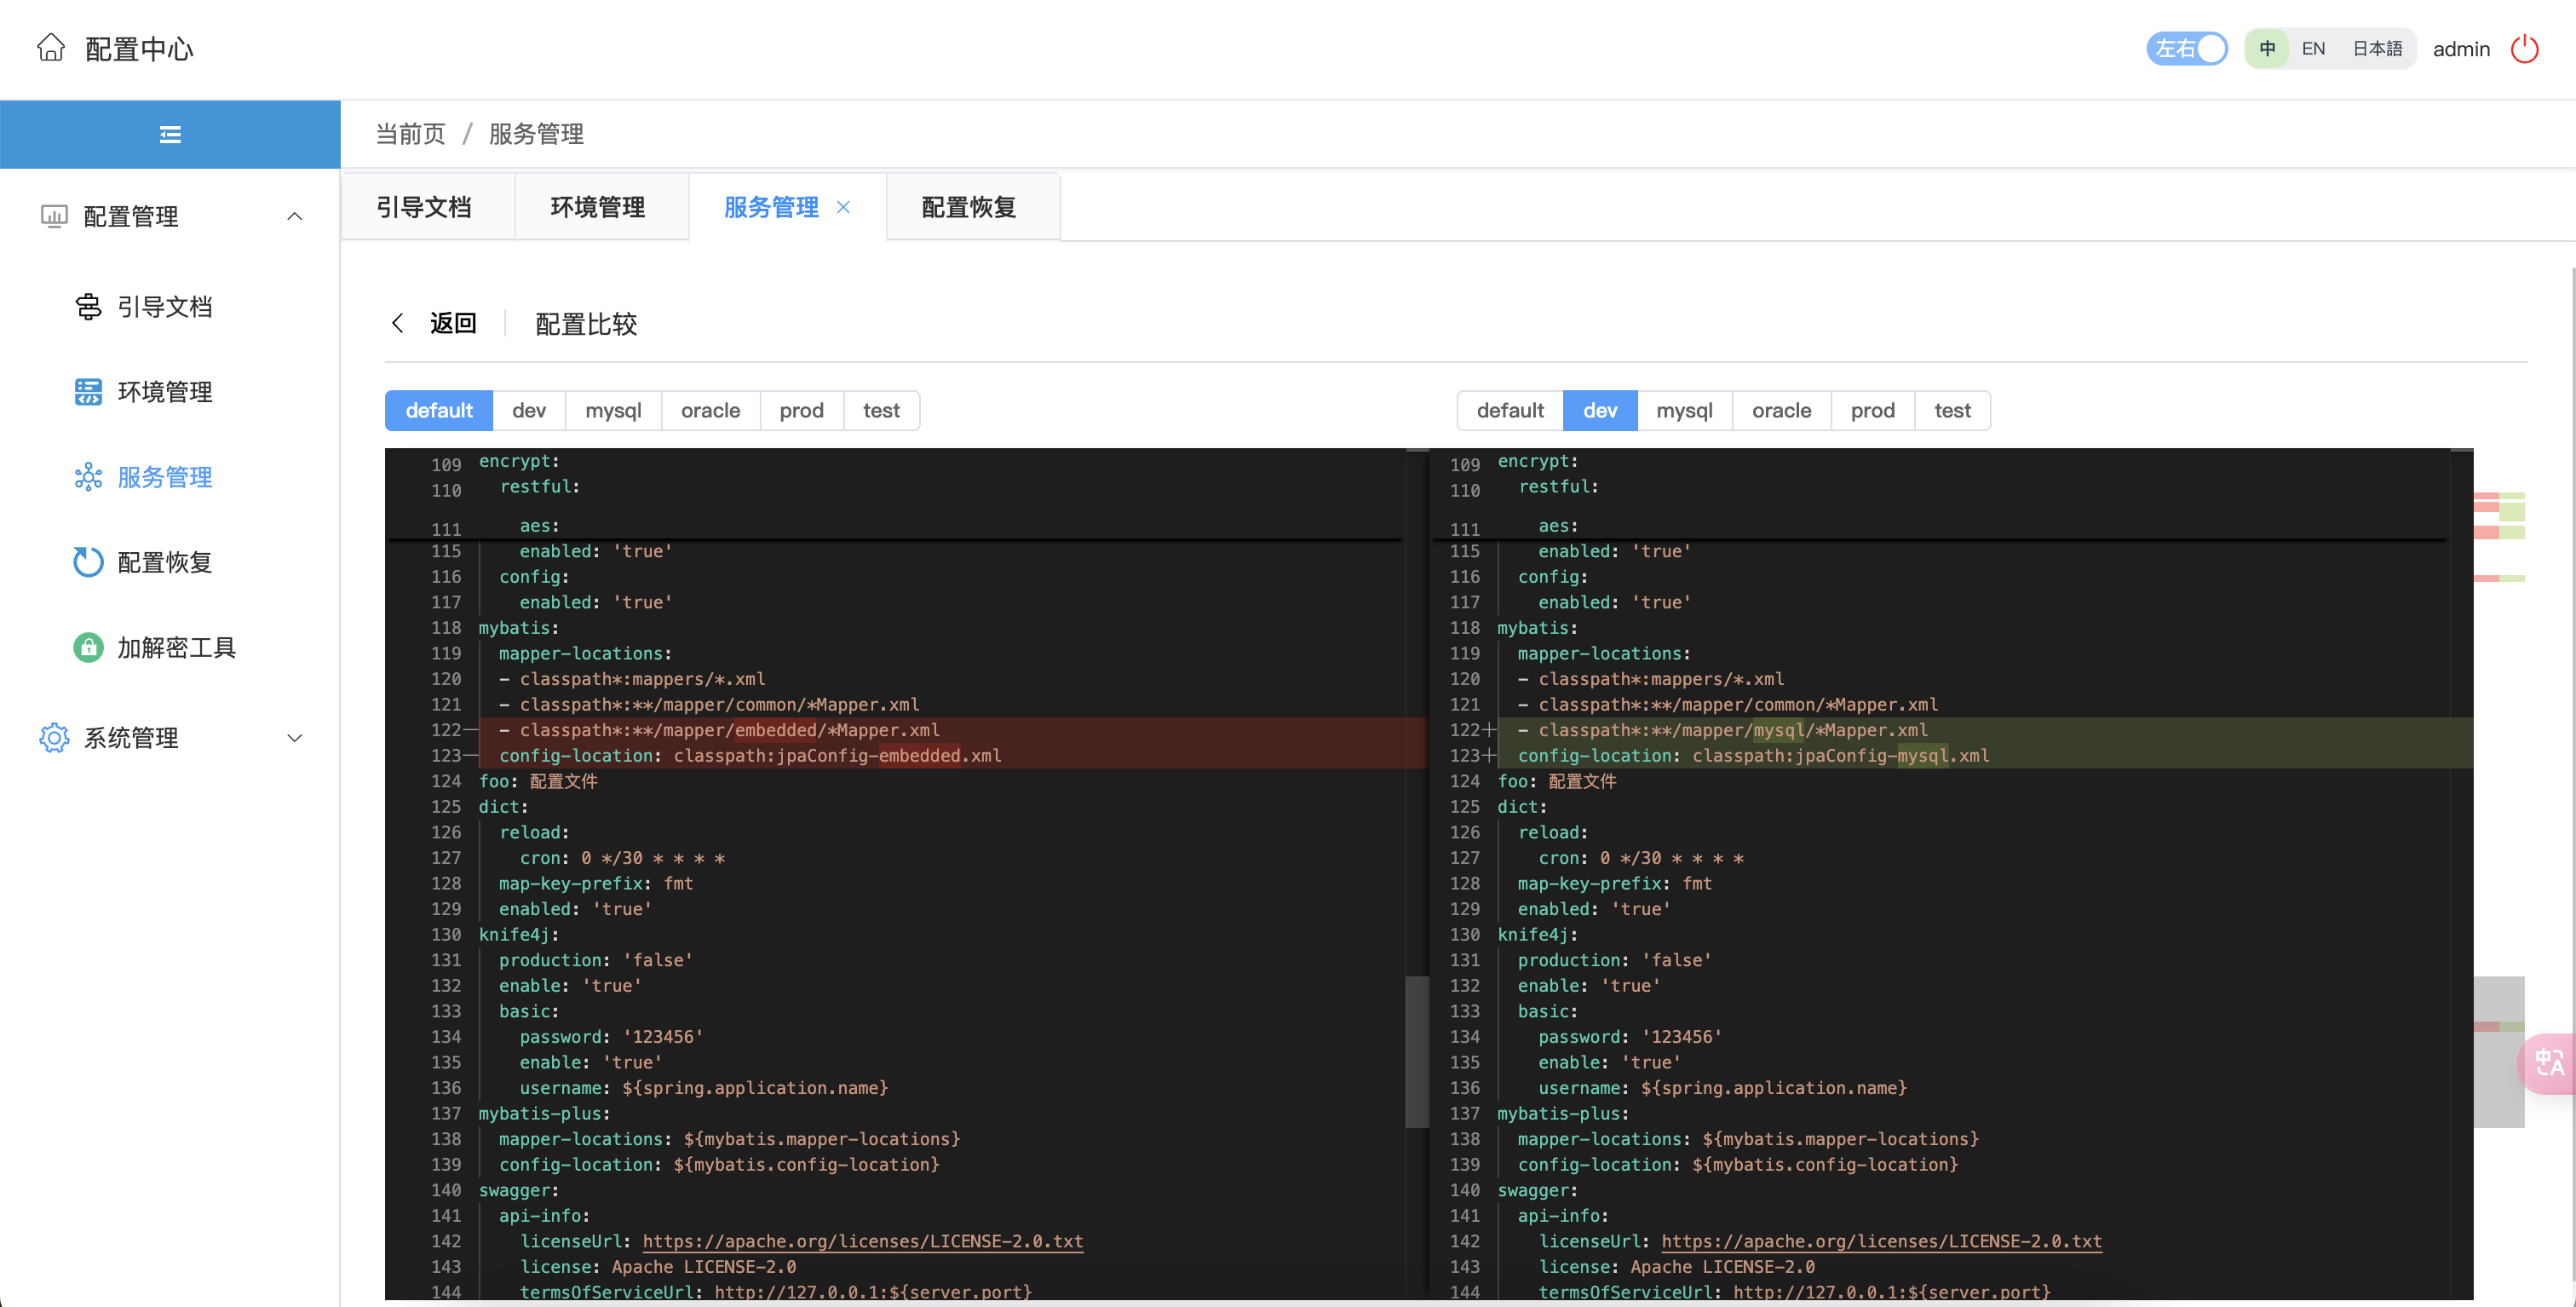 配置中心
左右 中 EN 日本語 admin
当前页 / 服务管理
引导文档 环境管理 服务管理 配置恢复
配置管理
引导文档
环境管理
服务管理
配置恢复
加解密工具
系统管理
返回 配置比较
default dev mysql oracle prod test
109 encrypt:
110 restful:
111 aes:
115 enabled: 'true'
116 config:
117 enabled: 'true'
118 mybatis:
119 mapper-locations:
120 - classpath*:mappers/*.xml
121 - classpath*:**/mapper/common/*Mapper.xml
122— - classpath*:**/mapper/embedded/*Mapper.xml
123— config-location: classpath:jpaConfig-embedded.xml
124 foo: 配置文件
125 dict:
126 reload:
127 cron: 0 */30 * * * *
128 map-key-prefix: fmt
129 enabled: 'true'
130 knife4j:
131 production: 'false'
132 enable: 'true'
133 basic:
134 password: '123456'
135 enable: 'true'
136 username: ${spring.application.name}
137 mybatis-plus:
138 mapper-locations: ${mybatis.mapper-locations}
139 config-location: ${mybatis.config-location}
140 swagger:
141 api-info:
142 licenseUrl: https://apache.org/licenses/LICENSE-2.0.txt
143 license: Apache LICENSE-2.0
144 termsOfServiceUrl: http://127.0.0.1:${server.port}
default dev mysql oracle prod test
109 encrypt:
110 restful:
111 aes:
115 enabled: 'true'
116 config:
117 enabled: 'true'
118 mybatis:
119 mapper-locations:
120 - classpath*:mappers/*.xml
121 - classpath*:**/mapper/common/*Mapper.xml
122+ - classpath*:**/mapper/mysql/*Mapper.xml
123+ config-location: classpath:jpaConfig-mysql.xml
124 foo: 配置文件
125 dict:
126 reload:
127 cron: 0 */30 * * * *
128 map-key-prefix: fmt
129 enabled: 'true'
130 knife4j:
131 production: 'false'
132 enable: 'true'
133 basic:
134 password: '123456'
135 enable: 'true'
136 username: ${spring.application.name}
137 mybatis-plus:
138 mapper-locations: ${mybatis.mapper-locations}
139 config-location: ${mybatis.config-location}
140 swagger:
141 api-info:
142 licenseUrl: https://apache.org/licenses/LICENSE-2.0.txt
143 license: Apache LICENSE-2.0
144 termsOfServiceUrl: http://127.0.0.1:${server.port}
中A